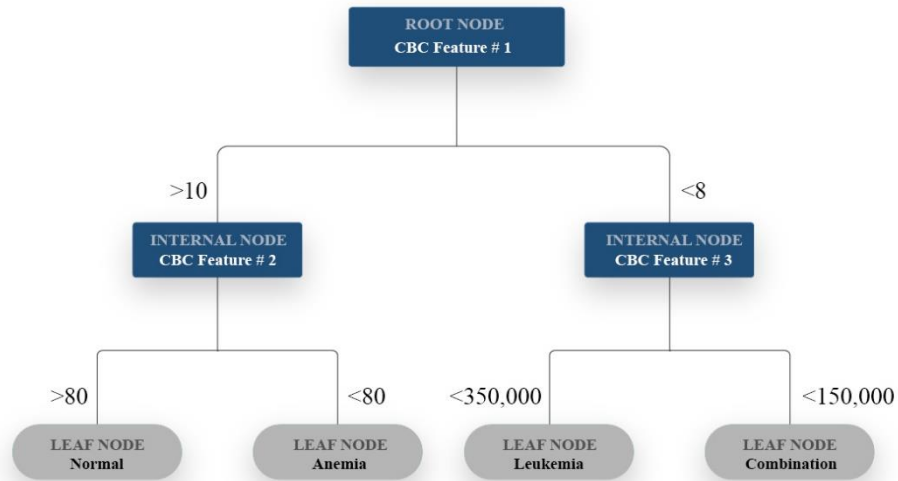 ROOT NODE
CBC Feature # 1
>10
<8
INTERNAL NODE
CBC Feature # 2
INTERNAL NODE
CBC Feature # 3
>80
<80
<350,000
<150,000
LEAF NODE
Normal
LEAF NODE
Anemia
LEAF NODE
Leukemia
LEAF NODE
Combination